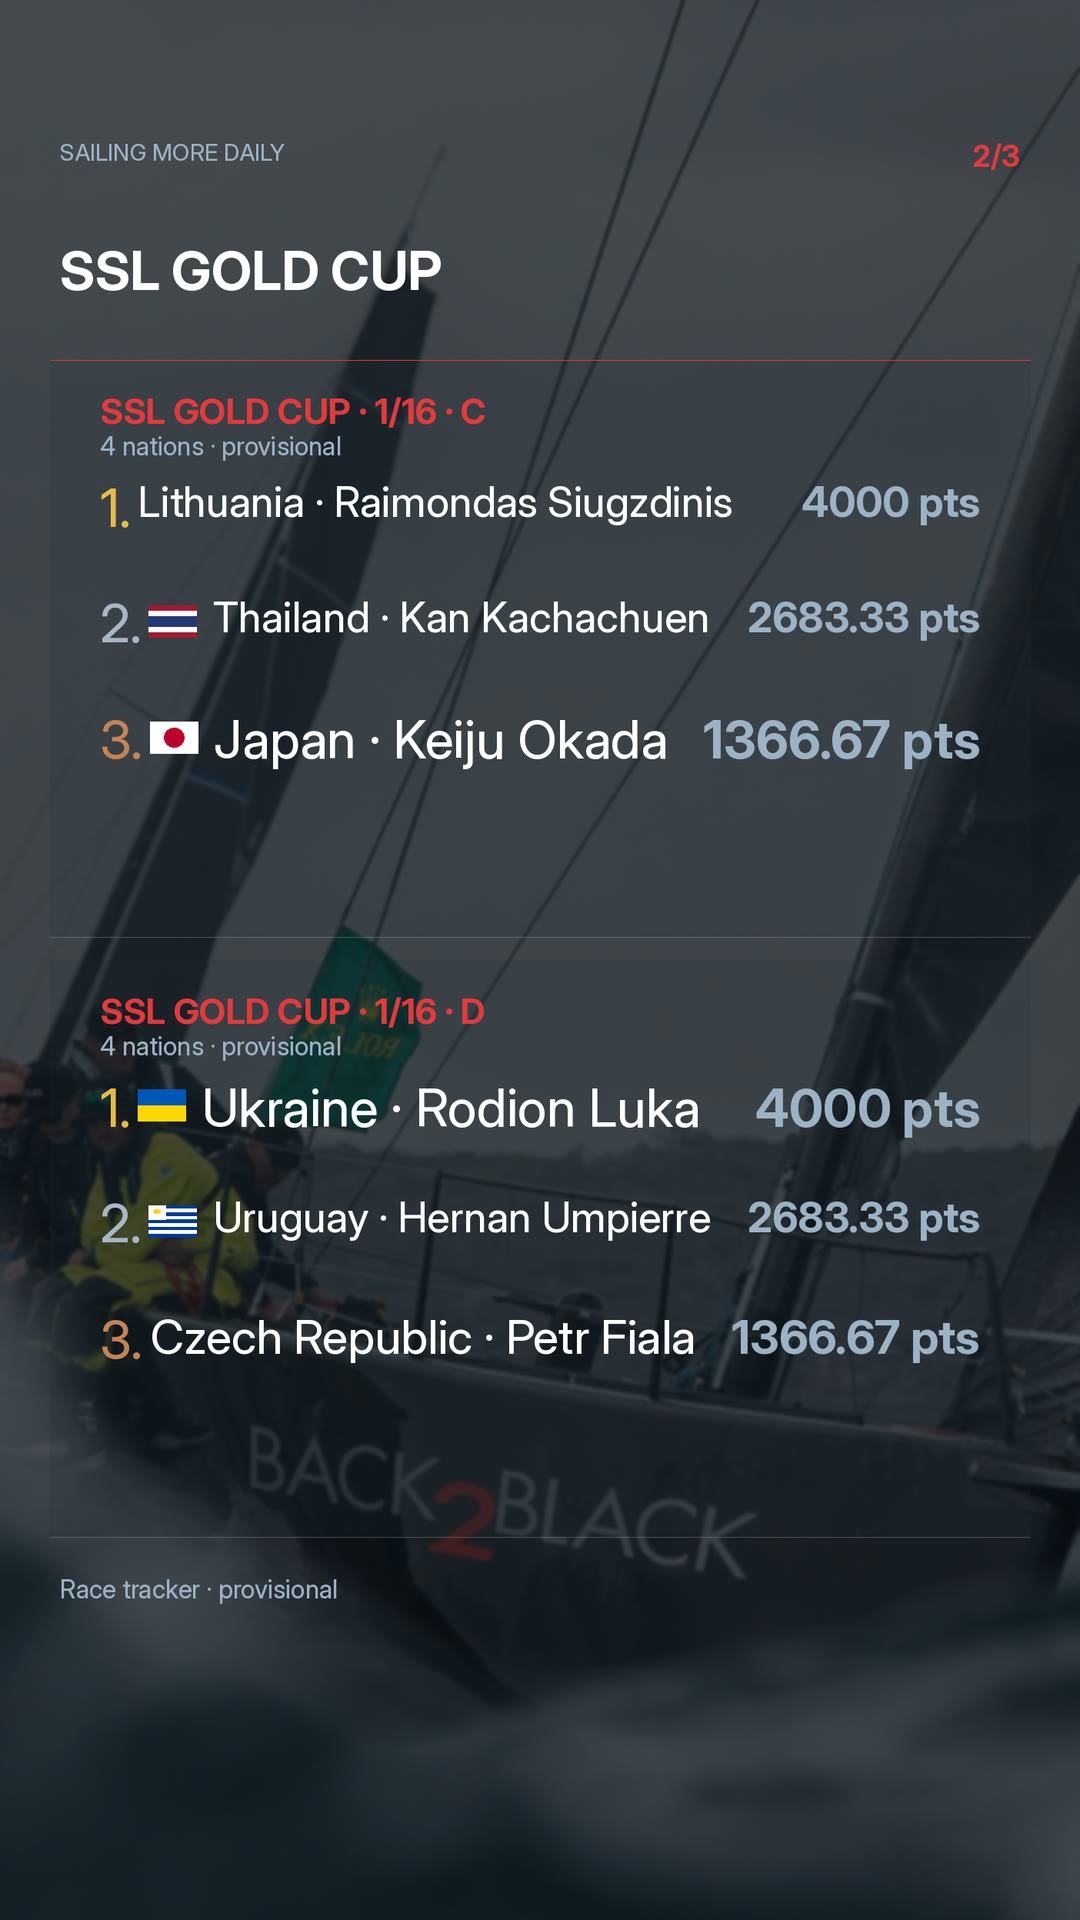 SAILING MORE DAILY
2/3
SSL GOLD CUP
SSL GOLD CUP · 1/16 · C
4 nations · provisional
1. Lithuania · Raimondas Siugzdinis 4000 pts
2. Thailand · Kan Kachachuen 2683.33 pts
3. Japan · Keiju Okada 1366.67 pts
SSL GOLD CUP · 1/16 · D
4 nations · provisional
1. Ukraine · Rodion Luka 4000 pts
2. Uruguay · Hernan Umpierre 2683.33 pts
3. Czech Republic · Petr Fiala 1366.67 pts
BACK2BLACK
Race tracker · provisional